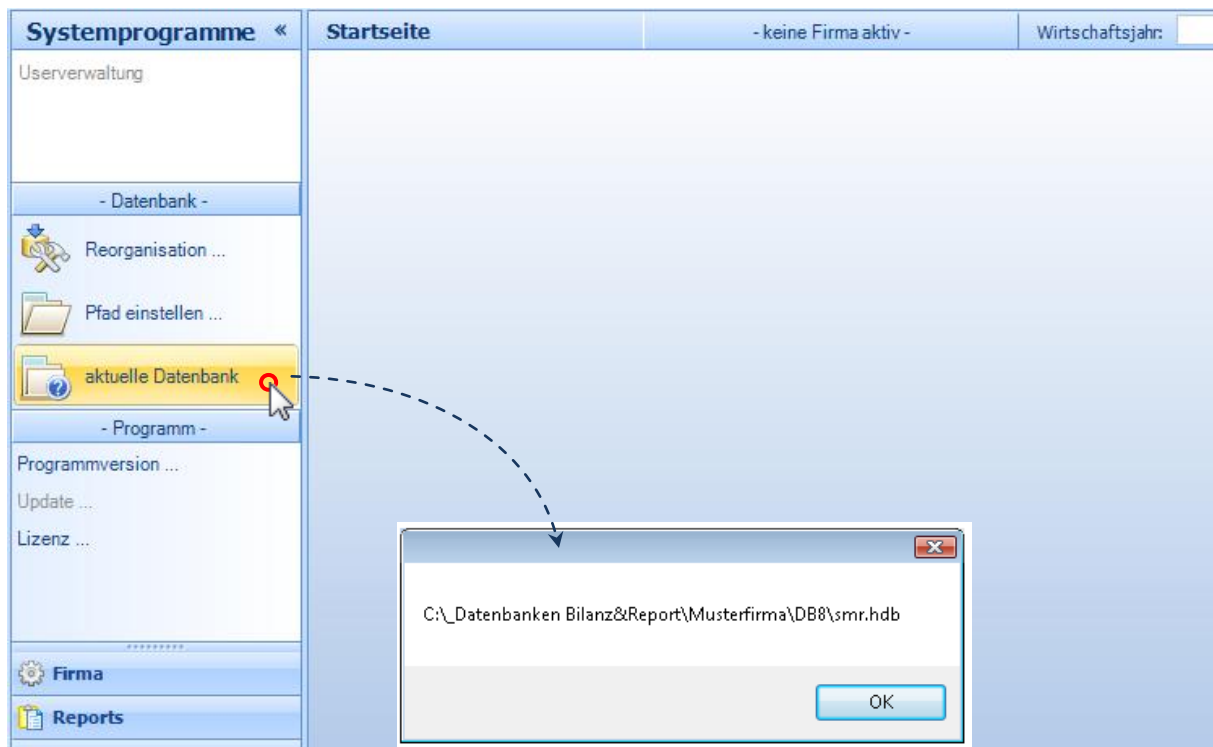 Systemprogramme «
Startseite
- keine Firma aktiv -
Wirtschaftsjahr:
Userverwaltung
- Datenbank -
Reorganisation ...
Pfad einstellen ...
aktuelle Datenbank
- Programm -
Programmversion ...
Update ...
Lizenz ...
C:\_Datenbanken Bilanz&Report\Musterfirma\DB8\smr.hdb
OK
Firma
Reports